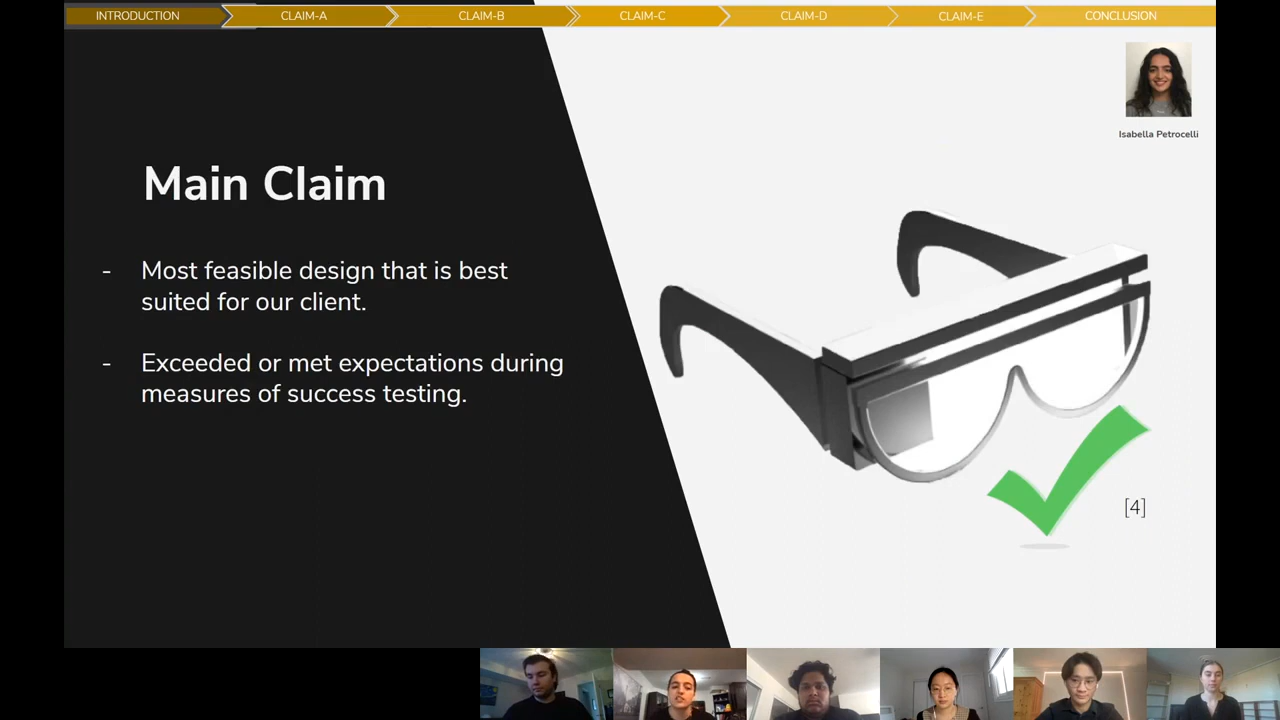 INTRODUCTION
CLAIM-A
CLAIM-B
CLAIM-C
CLAIM-D
CLAIM-E
CONCLUSION
Isabella Petrocelli
Main Claim
- Most feasible design that is best
suited for our client.
- Exceeded or met expectations during
measures of success testing.
[4]